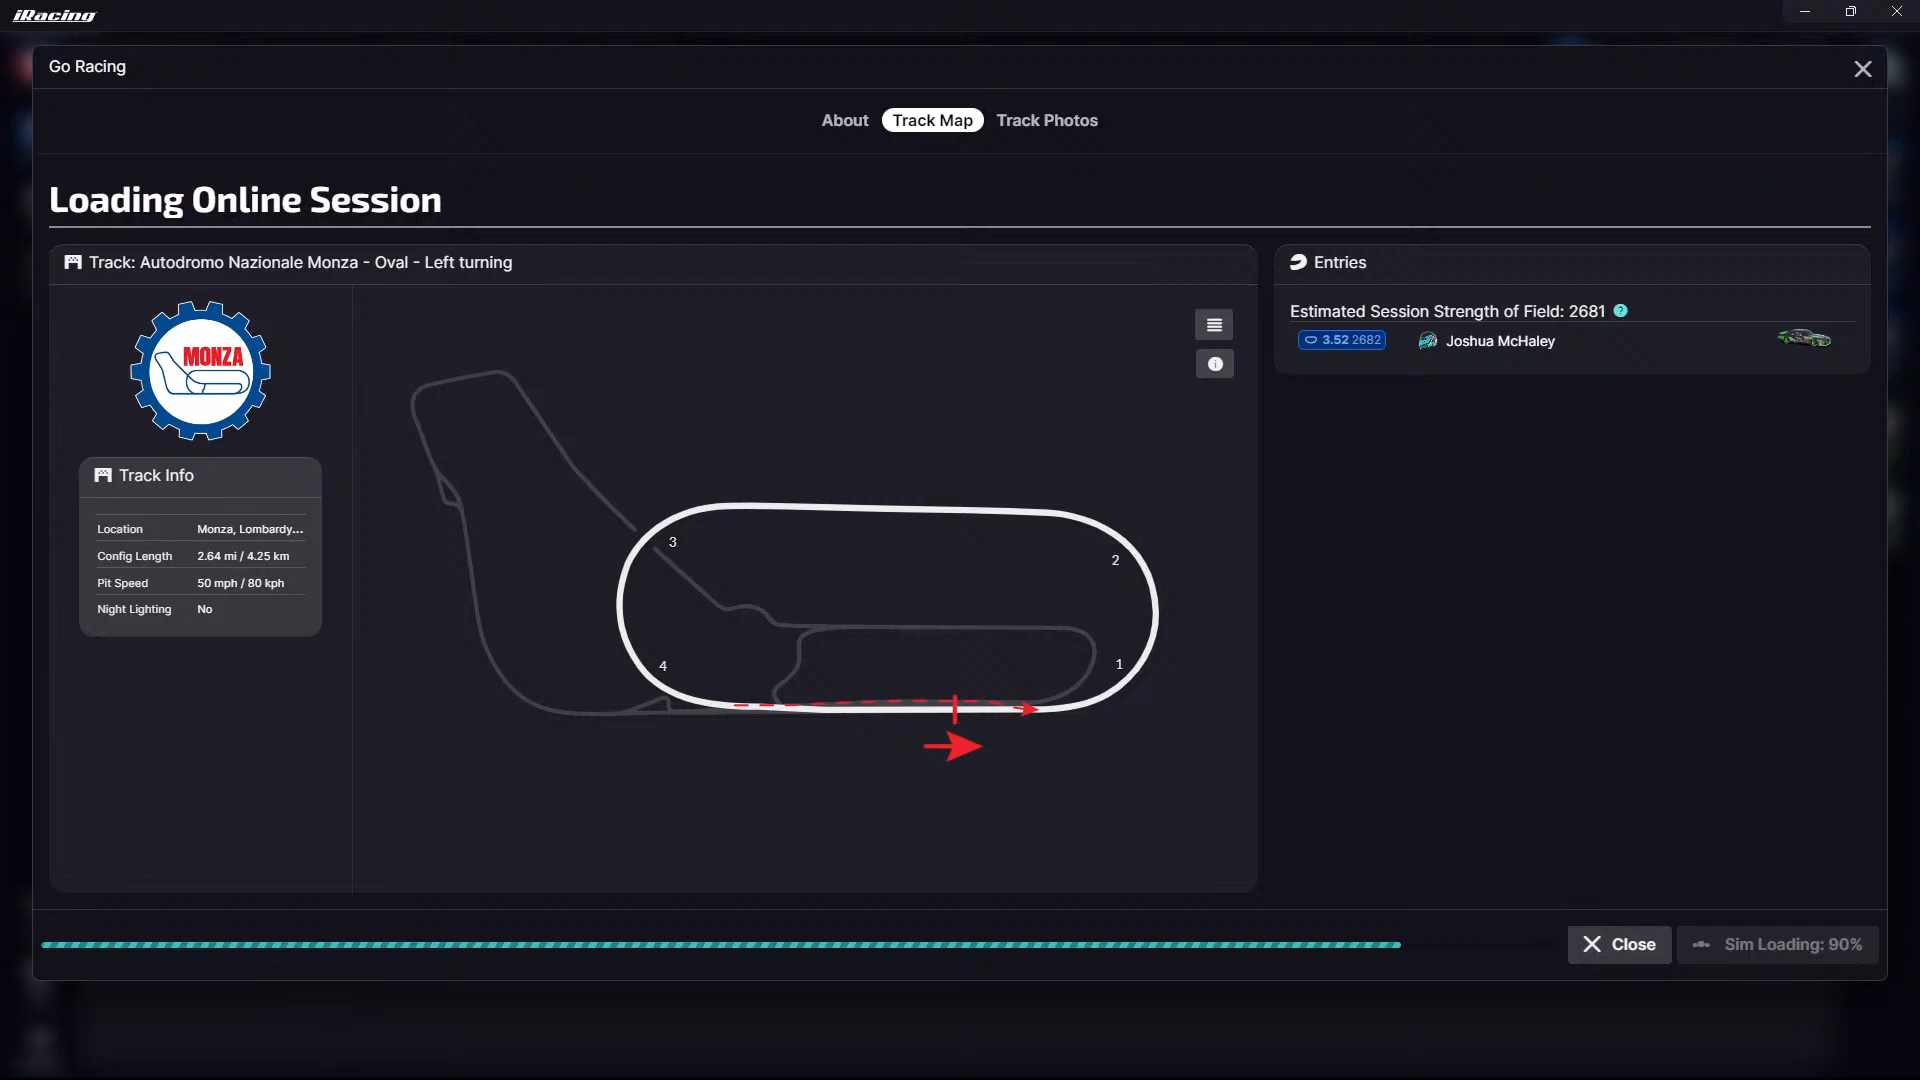 iRacing
Go Racing
About
Track Map
Track Photos
Loading Online Session
Track: Autodromo Nazionale Monza - Oval - Left turning
MONZA
Track Info
Location Monza, Lombardy...
Config Length 2.64 mi / 4.25 km
Pit Speed 50 mph / 80 kph
Night Lighting No
3
2
4
1
Entries
Estimated Session Strength of Field: 2681 ?
3.52 2682 Joshua McHaley
Close
Sim Loading: 90%